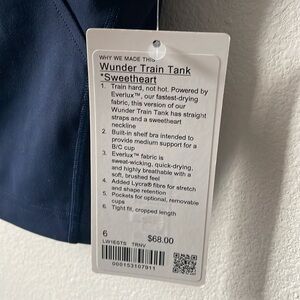 WHY WE MADE THIS
Wunder Train Tank
*Sweetheart
1. Train hard, not hot. Powered by
Everlux™, our fastest-drying
fabric, this version of our
Wunder Train Tank has straight
straps and a sweetheart
neckline
2. Built-in shelf bra intended to
provide medium support for a
B/C cup
3. Everlux™ fabric is
sweat-wicking, quick-drying,
and highly breathable with a
soft, brushed feel
4. Added Lycra® fibre for stretch
and shape retention
5. Pockets for optional, removable
cups
6. Tight fit, cropped length
6 $68.00
LW1EST5 TRNV
000153107911